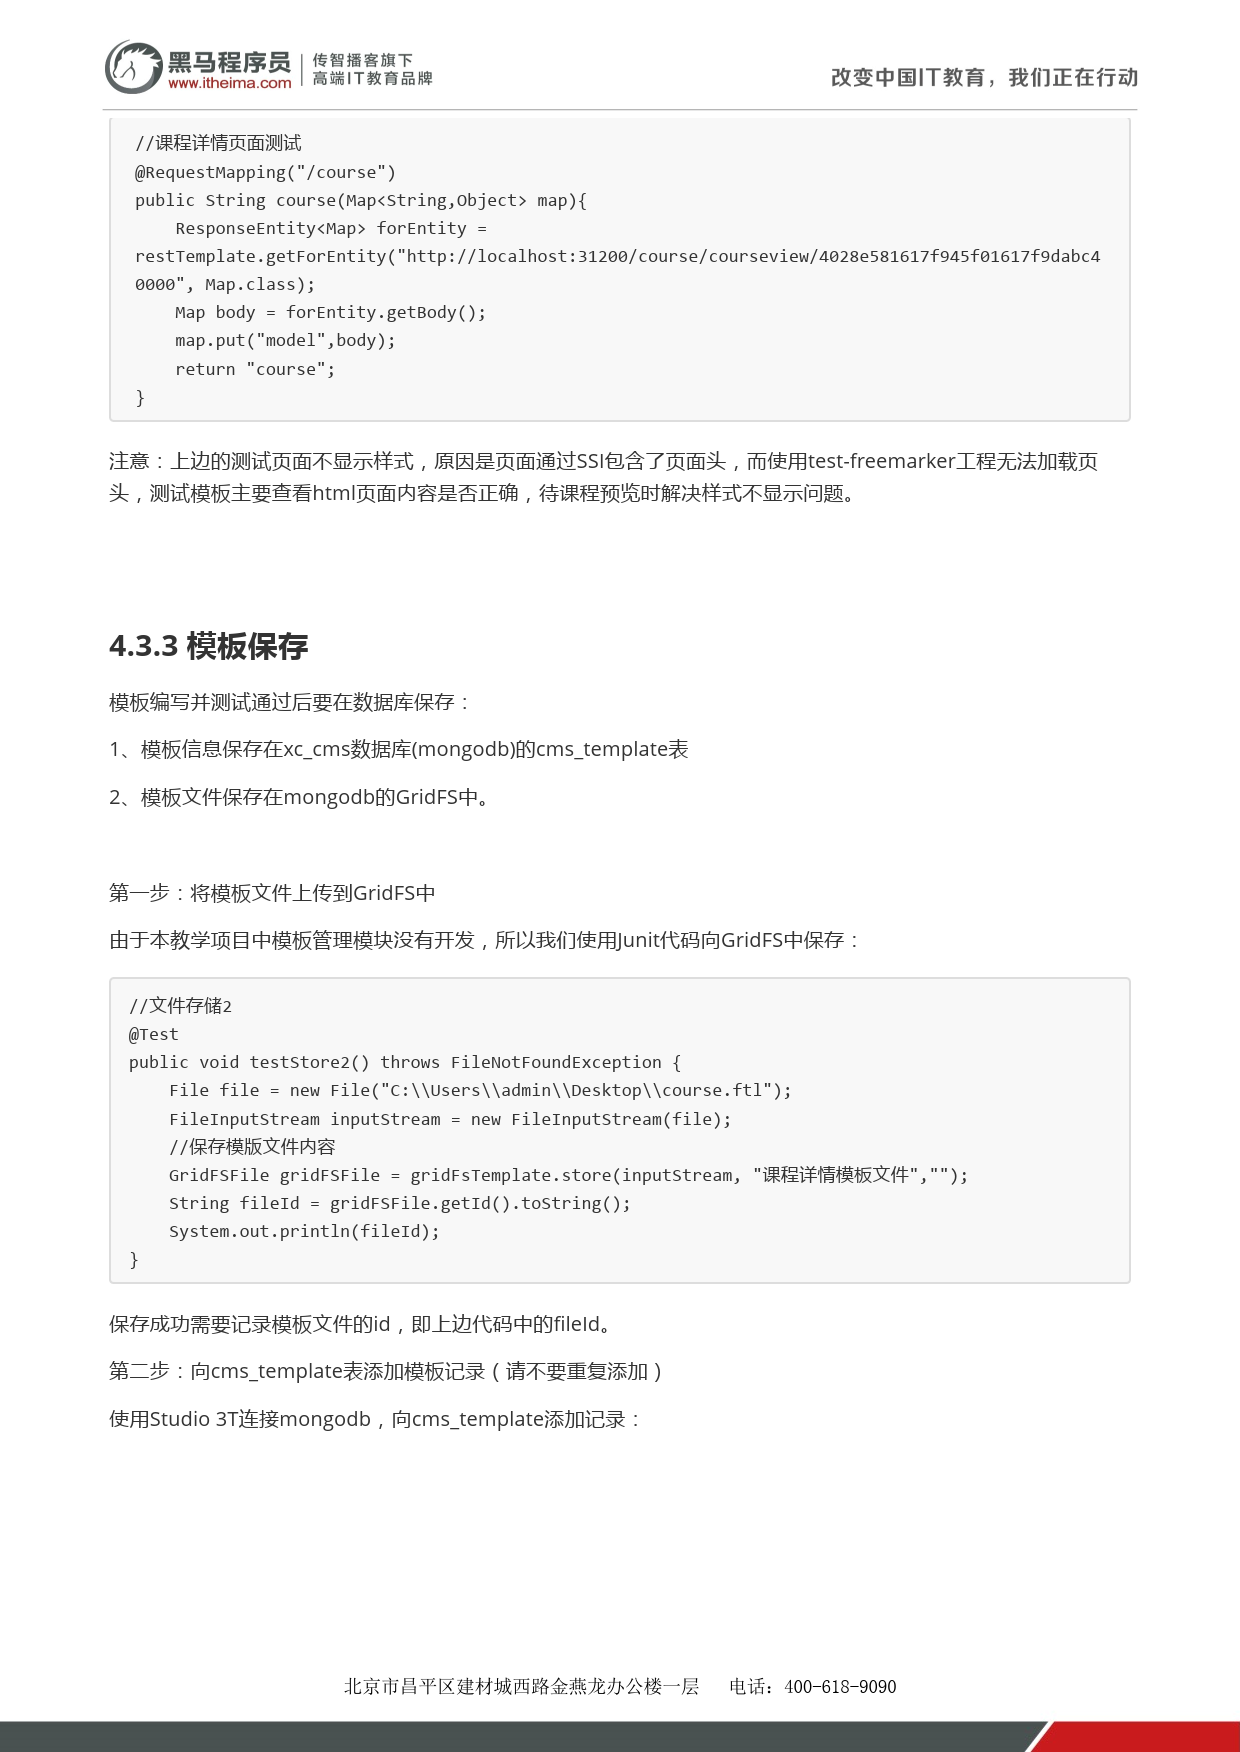 黑马程序员
www.itheima.com
传智播客旗下
高端IT教育品牌
改变中国IT教育，我们正在行动
//课程详情页面测试
@RequestMapping("/course")
public String course(Map<String,Object> map){
    ResponseEntity<Map> forEntity =
restTemplate.getForEntity("http://localhost:31200/course/courseview/4028e581617f945f01617f9dabc4
0000", Map.class);
    Map body = forEntity.getBody();
    map.put("model",body);
    return "course";
}
注意：上边的测试页面不显示样式，原因是页面通过SSI包含了页面头，而使用test-freemarker工程无法加载页
头，测试模板主要查看html页面内容是否正确，待课程预览时解决样式不显示问题。
4.3.3 模板保存
模板编写并测试通过后要在数据库保存：
1、模板信息保存在xc_cms数据库(mongodb)的cms_template表
2、模板文件保存在mongodb的GridFS中。
第一步：将模板文件上传到GridFS中
由于本教学项目中模板管理模块没有开发，所以我们使用Junit代码向GridFS中保存：
//文件存储2
@Test
public void testStore2() throws FileNotFoundException {
    File file = new File("C:\\Users\\admin\\Desktop\\course.ftl");
    FileInputStream inputStream = new FileInputStream(file);
    //保存模版文件内容
    GridFSFile gridFSFile = gridFsTemplate.store(inputStream, "课程详情模板文件","");
    String fileId = gridFSFile.getId().toString();
    System.out.println(fileId);
}
保存成功需要记录模板文件的id，即上边代码中的fileId。
第二步：向cms_template表添加模板记录（请不要重复添加）
使用Studio 3T连接mongodb，向cms_template添加记录：
北京市昌平区建材城西路金燕龙办公楼一层 电话：400-618-9090